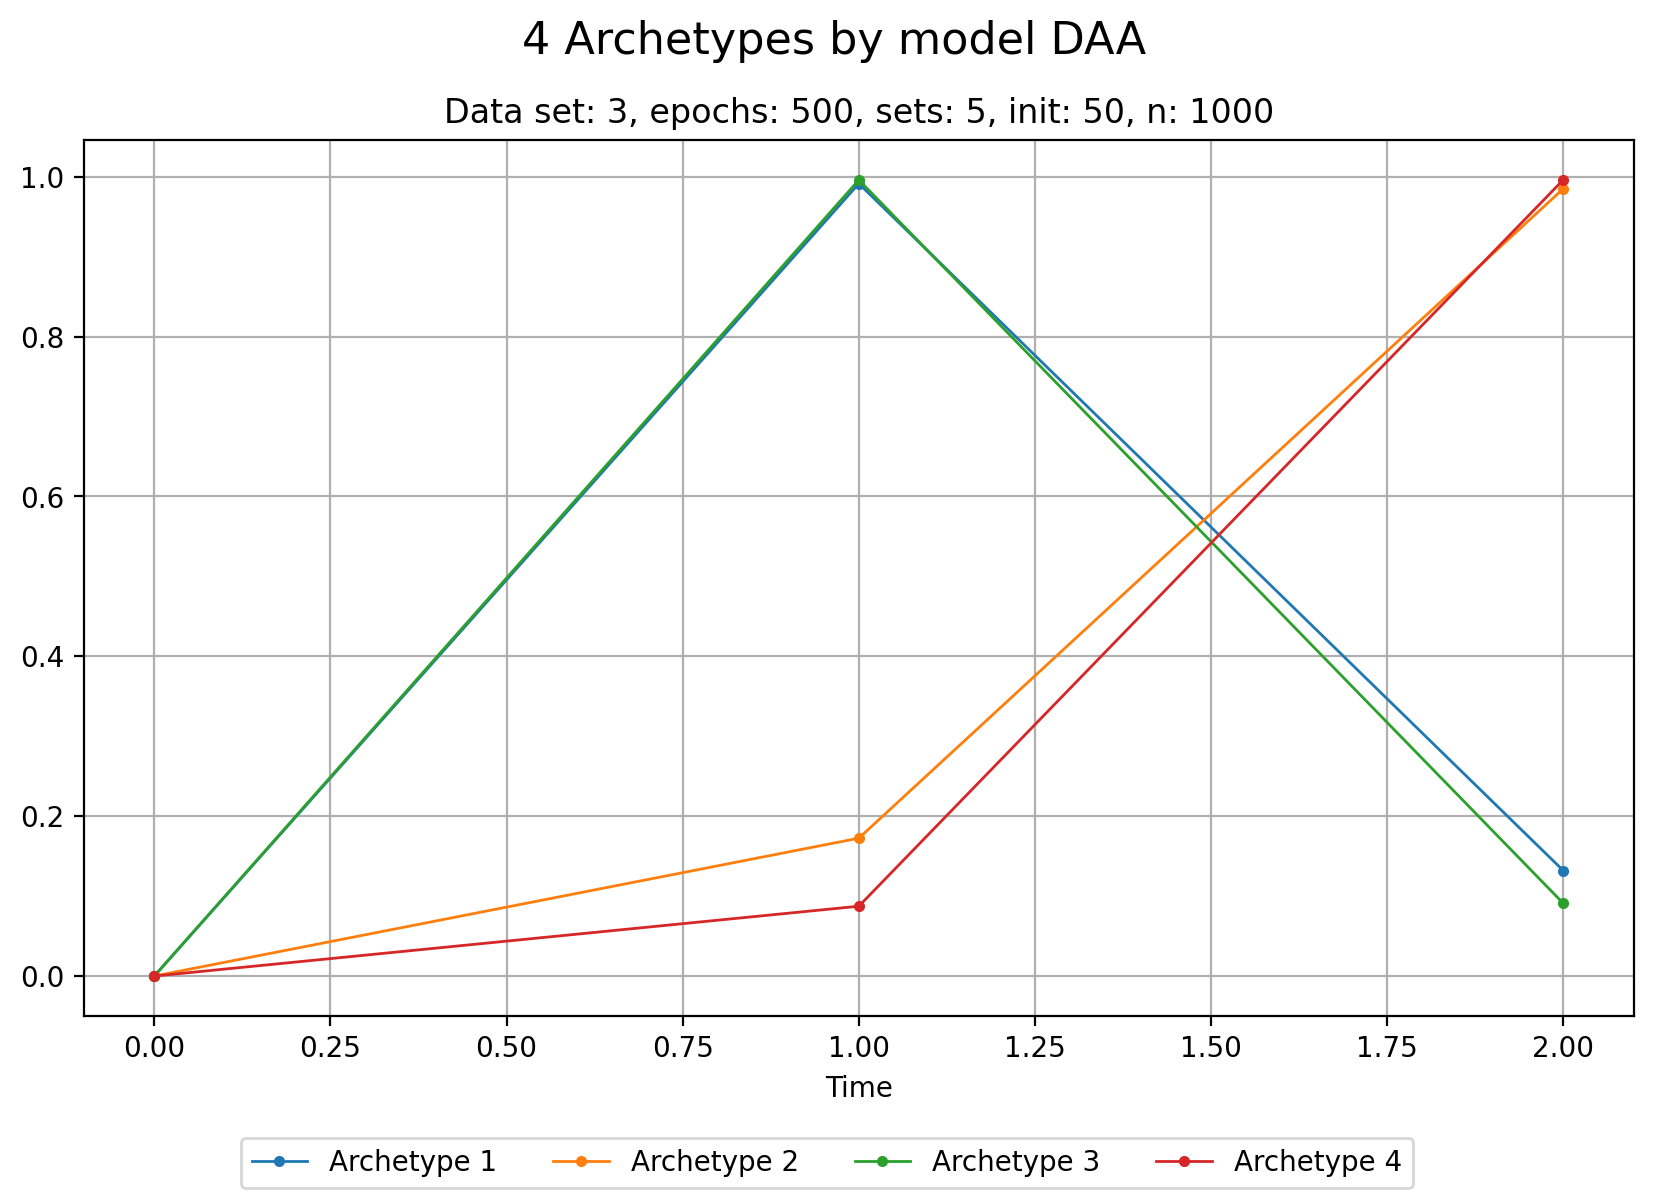 4 Archetypes by model DAA
Data set: 3, epochs: 500, sets: 5, init: 50, n: 1000
1.0
0.8
0.6
0.4
0.2
0.0
0.00 0.25 0.50 0.75 1.00 1.25 1.50 1.75 2.00
Time
Archetype 1 Archetype 2 Archetype 3 Archetype 4